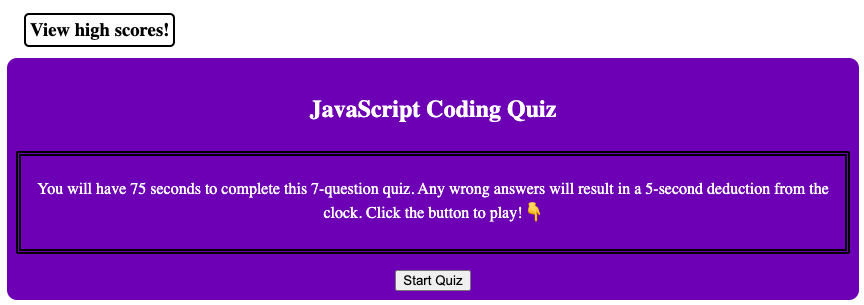 View high scores!
JavaScript Coding Quiz
You will have 75 seconds to complete this 7-question quiz. Any wrong answers will result in a 5-second deduction from the
clock. Click the button to play! 👇
Start Quiz